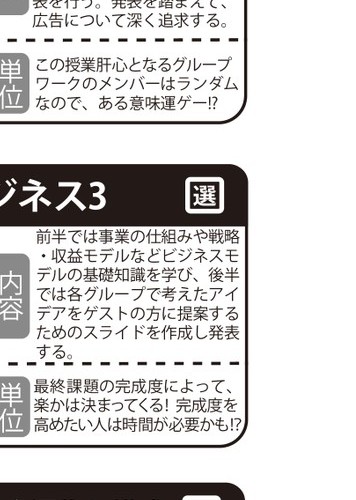 表を行う。発表を踏まえて、
広告について深く追求する。
単位
この授業肝心となるグループ
ワークのメンバーはランダム
なので、ある意味運ゲー!?
ジネス3 選
内容
前半では事業の仕組みや戦略
・収益モデルなどビジネスモ
デルの基礎知識を学び、後半
では各グループで考えたアイ
デアをゲストの方に提案する
ためのスライドを作成し発表
する。
単位
最終課題の完成度によって、
楽かは決まってくる! 完成度を
高めたい人は時間が必要かも!?